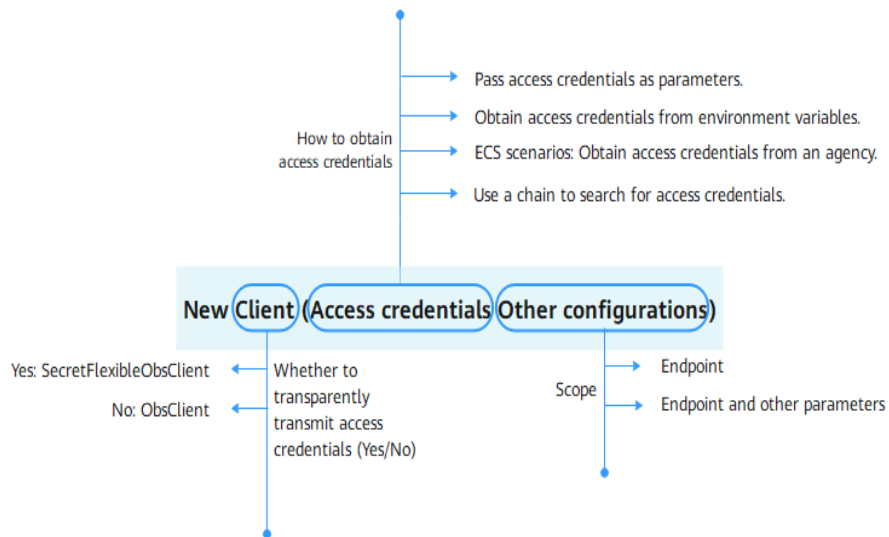 Pass access credentials as parameters.
Obtain access credentials from environment variables.
How to obtain
access credentials
ECS scenarios: Obtain access credentials from an agency.
Use a chain to search for access credentials.
New Client (Access credentials Other configurations)
Yes: SecretFlexibleObsClient
No: ObsClient
Whether to
transparently
transmit access
credentials (Yes/No)
Scope
Endpoint
Endpoint and other parameters